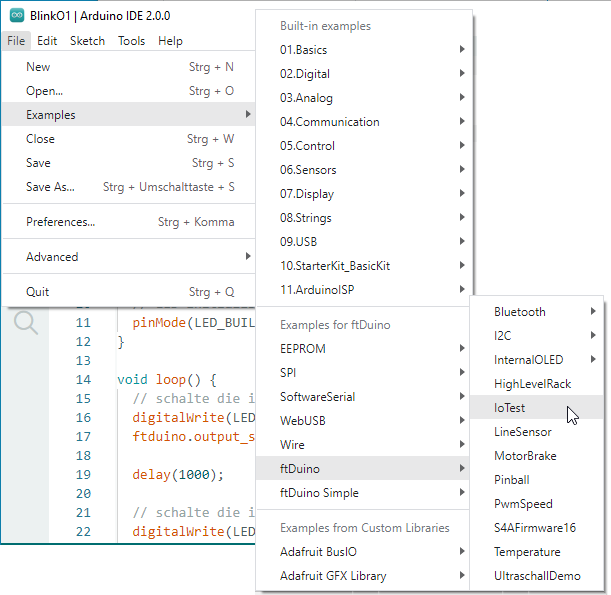 BlinkO1 | Arduino IDE 2.0.0
File Edit Sketch Tools Help
New Strg + N
Open... Strg + O
Examples
Close Strg + W
Save Strg + S
Save As... Strg + Umschalttaste + S
Preferences... Strg + Komma
Advanced
Quit Strg + Q
11 pinMode(LED_BUIL
12 }
13
14 void loop() {
15 // schalte die i
16 digitalWrite(LED
17 ftduino.output_s
18
19 delay(1000);
20
21 // schalte die i
22 digitalWrite(LED
Built-in examples
01.Basics
02.Digital
03.Analog
04.Communication
05.Control
06.Sensors
07.Display
08.Strings
09.USB
10.StarterKit_BasicKit
11.ArduinoISP
Examples for ftDuino
EEPROM
SPI
SoftwareSerial
WebUSB
Wire
ftDuino
ftDuino Simple
Examples from Custom Libraries
Adafruit BusIO
Adafruit GFX Library
Bluetooth
I2C
InternalOLED
HighLevelRack
IoTest
LineSensor
MotorBrake
Pinball
PwmSpeed
S4AFirmware16
Temperature
UltraschallDemo